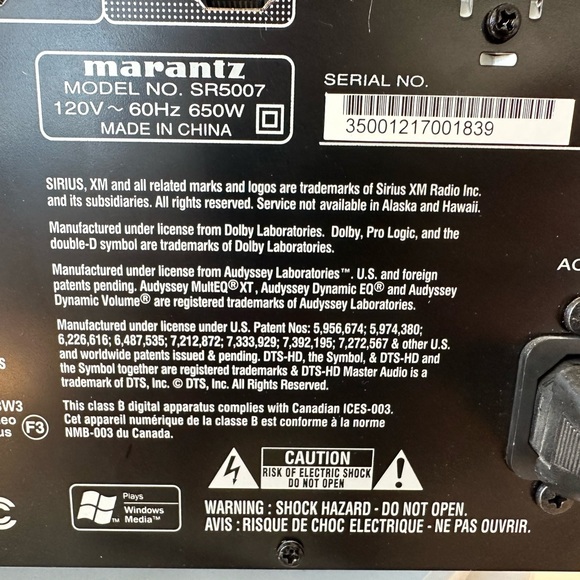 marantz
MODEL NO. SR5007
120V ~ 60Hz 650W
MADE IN CHINA
SERIAL NO.
35001217001839
SIRIUS, XM and all related marks and logos are trademarks of Sirius XM Radio Inc.
and its subsidiaries. All rights reserved. Service not available in Alaska and Hawaii.
Manufactured under license from Dolby Laboratories. Dolby, Pro Logic, and the
double-D symbol are trademarks of Dolby Laboratories.
Manufactured under license from Audyssey Laboratories™. U.S. and foreign
patents pending. Audyssey MultEQ® XT, Audyssey Dynamic EQ® and Audyssey
Dynamic Volume® are registered trademarks of Audyssey Laboratories.
Manufactured under license under U.S. Patent Nos: 5,956,674; 5,974,380;
6,226,616; 6,487,535; 7,212,872; 7,333,929; 7,392,195; 7,272,567 & other U.S.
and worldwide patents issued & pending. DTS-HD, the Symbol, & DTS-HD and
the Symbol together are registered trademarks & DTS-HD Master Audio is a
trademark of DTS, Inc. © DTS, Inc. All Rights Reserved.
This class B digital apparatus complies with Canadian ICES-003.
Cet appareil numérique de la classe B est conforme à la norme
NMB-003 du Canada.
F3
AC
CAUTION
RISK OF ELECTRIC SHOCK
DO NOT OPEN
Plays
Windows
Media™
WARNING : SHOCK HAZARD - DO NOT OPEN.
AVIS : RISQUE DE CHOC ELECTRIQUE - NE PAS OUVRIR.